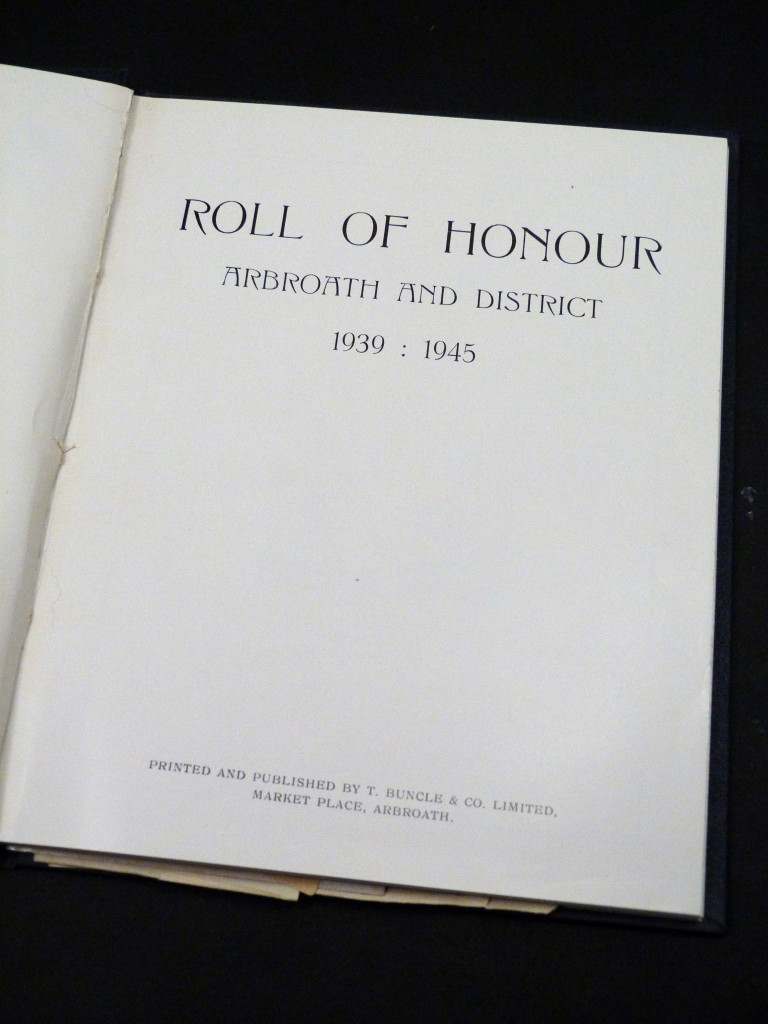 ROLL OF HONOUR
ARBROATH AND DISTRICT
1939 : 1945
PRINTED AND PUBLISHED BY T. BUNCLE & CO. LIMITED,
MARKET PLACE, ARBROATH.